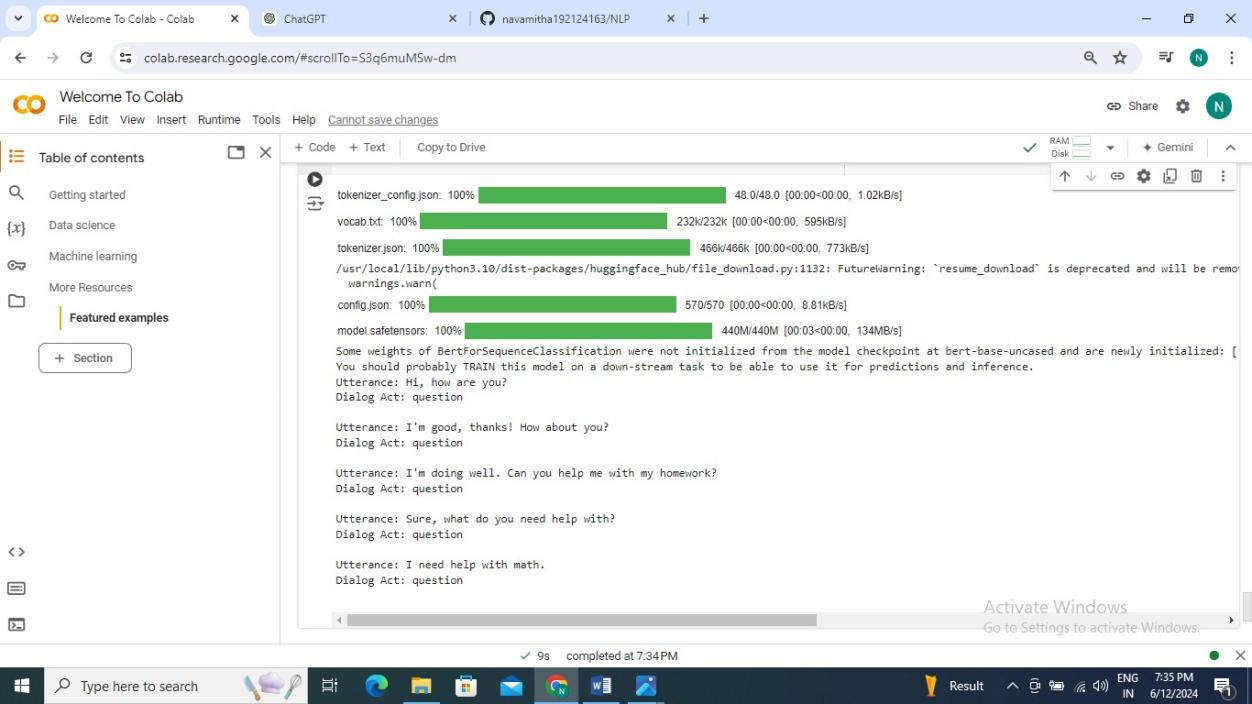 Welcome To Colab - Colab
ChatGPT
navamitha192124163/NLP
colab.research.google.com/#scrollTo=S3q6muMSw-dm
N
CO
Welcome To Colab
File Edit View Insert Runtime Tools Help Cannot save changes
Share
N
Table of contents
+ Code + Text Copy to Drive
RAM
Disk
Gemini
Getting started
Data science
Machine learning
More Resources
Featured examples
+ Section
tokenizer_config.json: 100% 48.0/48.0 [00:00<00:00, 1.02kB/s]
vocab.txt: 100% 232k/232k [00:00<00:00, 595kB/s]
tokenizer.json: 100% 466k/466k [00:00<00:00, 773kB/s]
/usr/local/lib/python3.10/dist-packages/huggingface_hub/file_download.py:1132: FutureWarning: `resume_download` is deprecated and will be remo
warnings.warn(
config.json: 100% 570/570 [00:00<00:00, 8.81kB/s]
model.safetensors: 100% 440M/440M [00:03<00:00, 134MB/s]
Some weights of BertForSequenceClassification were not initialized from the model checkpoint at bert-base-uncased and are newly initialized: [
You should probably TRAIN this model on a down-stream task to be able to use it for predictions and inference.
Utterance: Hi, how are you?
Dialog Act: question
Utterance: I'm good, thanks! How about you?
Dialog Act: question
Utterance: I'm doing well. Can you help me with my homework?
Dialog Act: question
Utterance: Sure, what do you need help with?
Dialog Act: question
Utterance: I need help with math.
Dialog Act: question
Activate Windows
Go to Settings to activate Windows.
9s completed at 7:34 PM
Type here to search
Result
ENG
IN
7:35 PM
6/12/2024
1